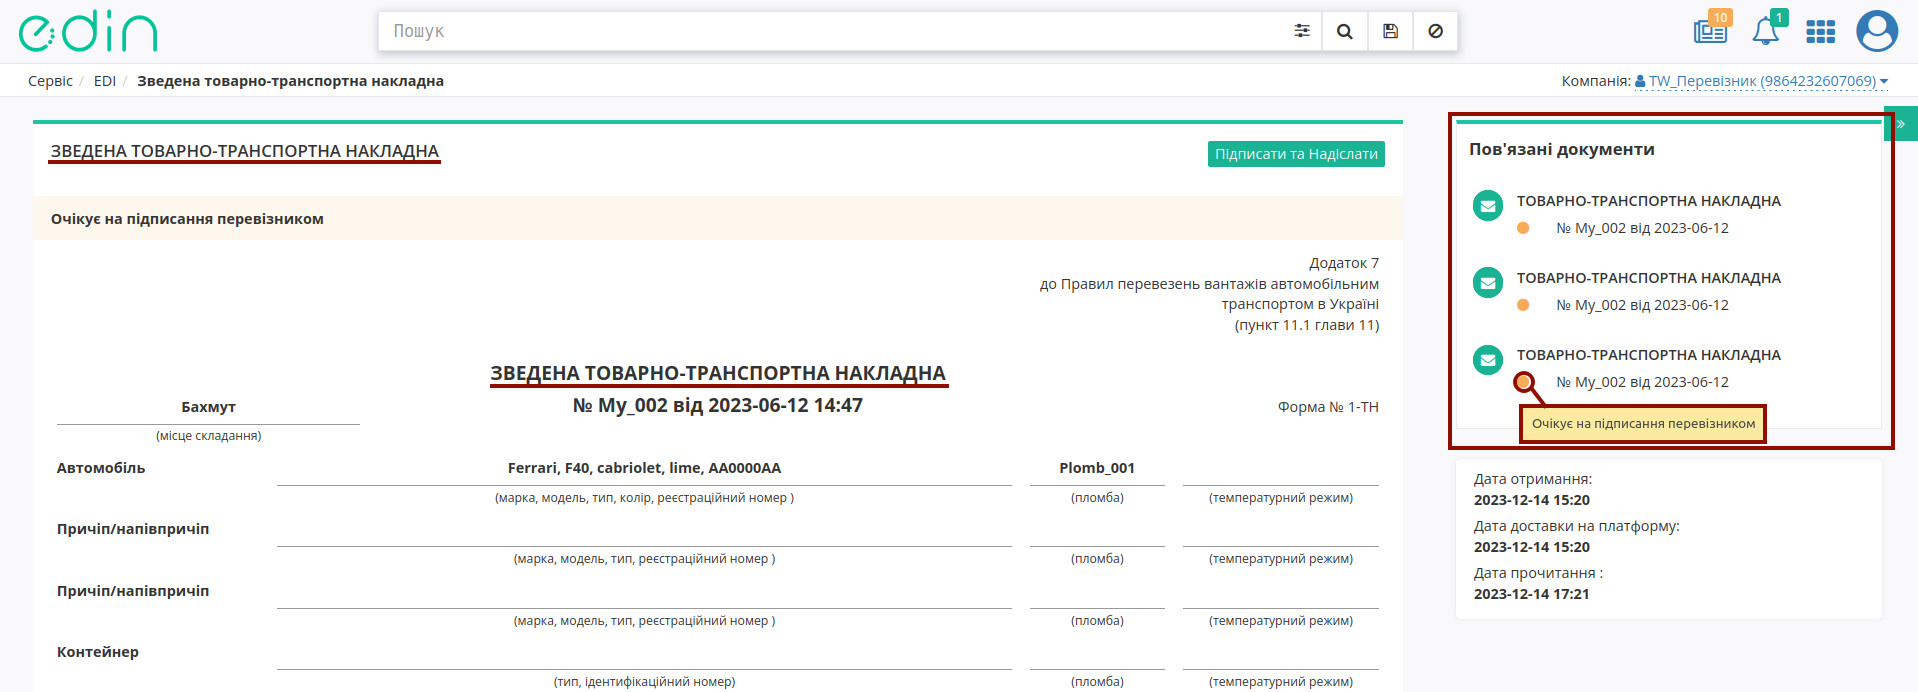 edin
Пошук
10
1
Сервіс / EDI / Зведена товарно-транспортна накладна
Компанія: TW_Перевізник (9864232607069)
ЗВЕДЕНА ТОВАРНО-ТРАНСПОРТНА НАКЛАДНА
Підписати та Надіслати
Очікує на підписання перевізником
Додаток 7
до Правил перевезень вантажів автомобільним
транспортом в Україні
(пункт 11.1 глави 11)
ЗВЕДЕНА ТОВАРНО-ТРАНСПОРТНА НАКЛАДНА
Бахмут
№ My_002 від 2023-06-12 14:47
Форма № 1-ТН
(місце складання)
Автомобіль
Ferrari, F40, cabriolet, lime, AA0000AA
Plomb_001
(марка, модель, тип, колір, реєстраційний номер )
(пломба)
(температурний режим)
Причіп/напівпричіп
(марка, модель, тип, реєстраційний номер )
(пломба)
(температурний режим)
Причіп/напівпричіп
(марка, модель, тип, реєстраційний номер )
(пломба)
(температурний режим)
Контейнер
(тип, ідентифікаційний номер)
(пломба)
(температурний режим)
»
Пов'язані документи
ТОВАРНО-ТРАНСПОРТНА НАКЛАДНА
№ My_002 від 2023-06-12
ТОВАРНО-ТРАНСПОРТНА НАКЛАДНА
№ My_002 від 2023-06-12
ТОВАРНО-ТРАНСПОРТНА НАКЛАДНА
№ My_002 від 2023-06-12
Очікує на підписання перевізником
Дата отримання:
2023-12-14 15:20
Дата доставки на платформу:
2023-12-14 15:20
Дата прочитання :
2023-12-14 17:21